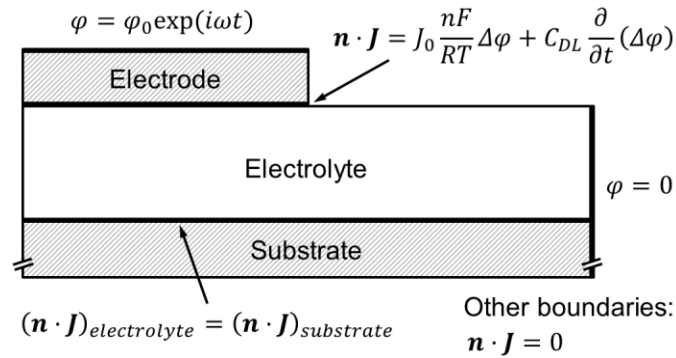 φ = φ₀exp(iωt)
n · J = J₀ nF/RT Δφ + C_DL ∂/∂t (Δφ)
Electrode
Electrolyte
φ = 0
Substrate
(n · J)_electrolyte = (n · J)_substrate
Other boundaries:
n · J = 0